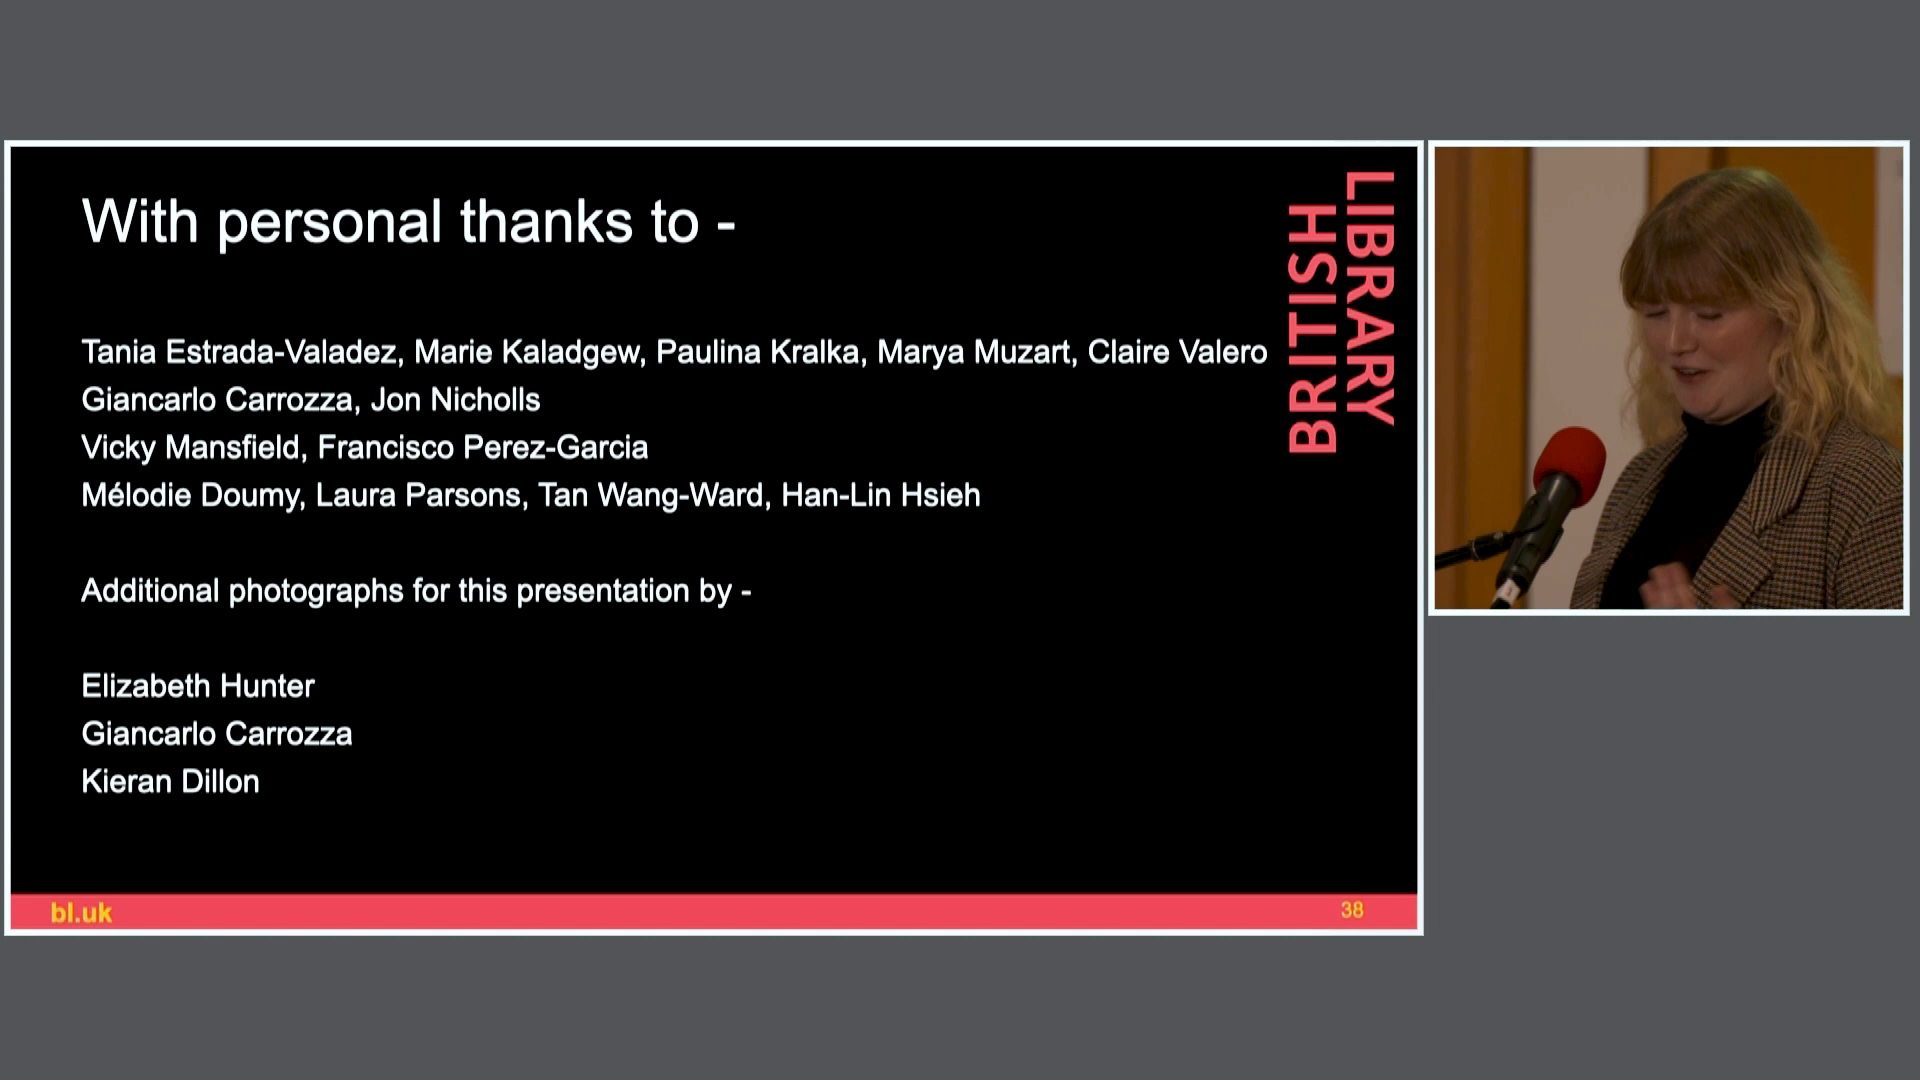 With personal thanks to -
BRITISH
LIBRARY
Tania Estrada-Valadez, Marie Kaladgew, Paulina Kralka, Marya Muzart, Claire Valero
Giancarlo Carrozza, Jon Nicholls
Vicky Mansfield, Francisco Perez-Garcia
Mélodie Doumy, Laura Parsons, Tan Wang-Ward, Han-Lin Hsieh
Additional photographs for this presentation by -
Elizabeth Hunter
Giancarlo Carrozza
Kieran Dillon
bl.uk
38